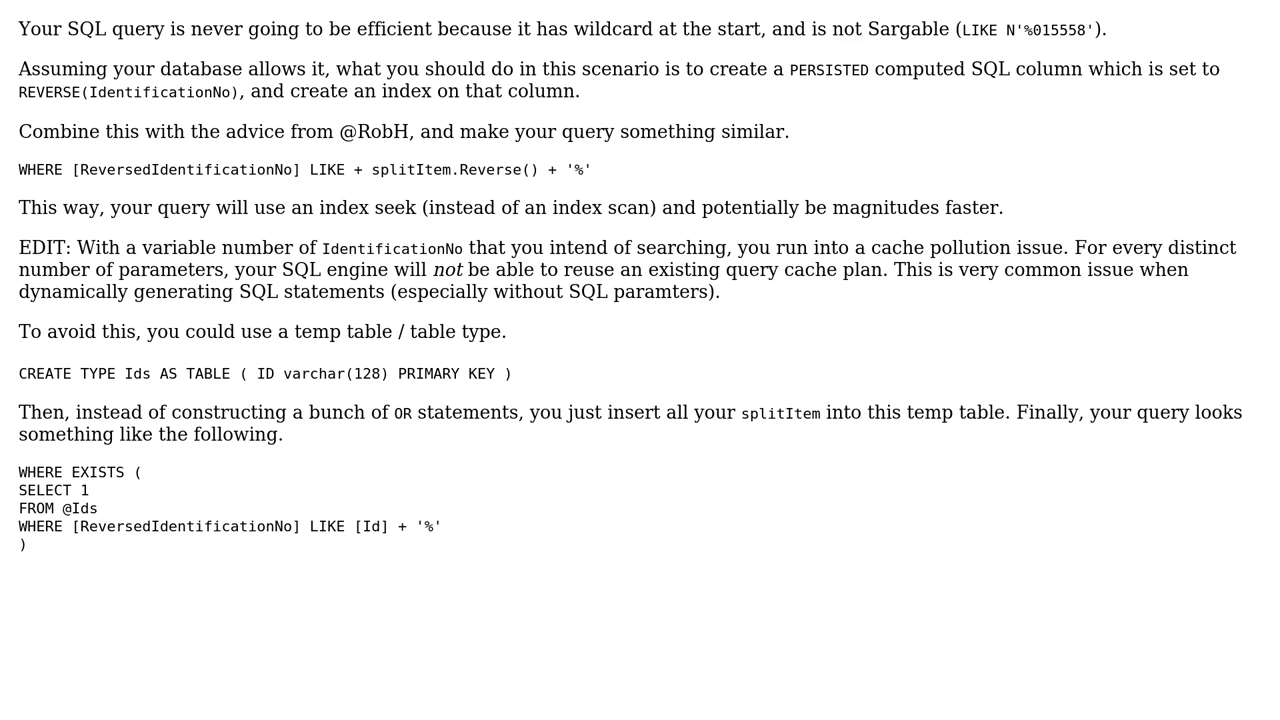 Your SQL query is never going to be efficient because it has wildcard at the start, and is not Sargable (LIKE N'%015558').
Assuming your database allows it, what you should do in this scenario is to create a PERSISTED computed SQL column which is set to
REVERSE(IdentificationNo), and create an index on that column.
Combine this with the advice from @RobH, and make your query something similar.
WHERE [ReversedIdentificationNo] LIKE + splitItem.Reverse() + '%'
This way, your query will use an index seek (instead of an index scan) and potentially be magnitudes faster.
EDIT: With a variable number of IdentificationNo that you intend of searching, you run into a cache pollution issue. For every distinct
number of parameters, your SQL engine will not be able to reuse an existing query cache plan. This is very common issue when
dynamically generating SQL statements (especially without SQL paramters).
To avoid this, you could use a temp table / table type.
CREATE TYPE Ids AS TABLE ( ID varchar(128) PRIMARY KEY )
Then, instead of constructing a bunch of OR statements, you just insert all your splitItem into this temp table. Finally, your query looks
something like the following.
WHERE EXISTS (
SELECT 1
FROM @Ids
WHERE [ReversedIdentificationNo] LIKE [Id] + '%'
)